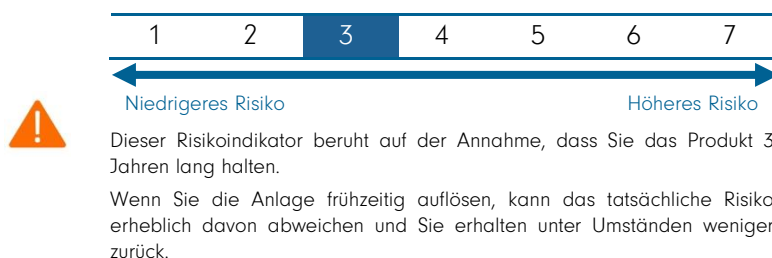 1 2 3 4 5 6 7
Niedrigeres Risiko Höheres Risiko
Dieser Risikoindikator beruht auf der Annahme, dass Sie das Produkt 3
Jahren lang halten.
Wenn Sie die Anlage frühzeitig auflösen, kann das tatsächliche Risiko
erheblich davon abweichen und Sie erhalten unter Umständen weniger
zurück.